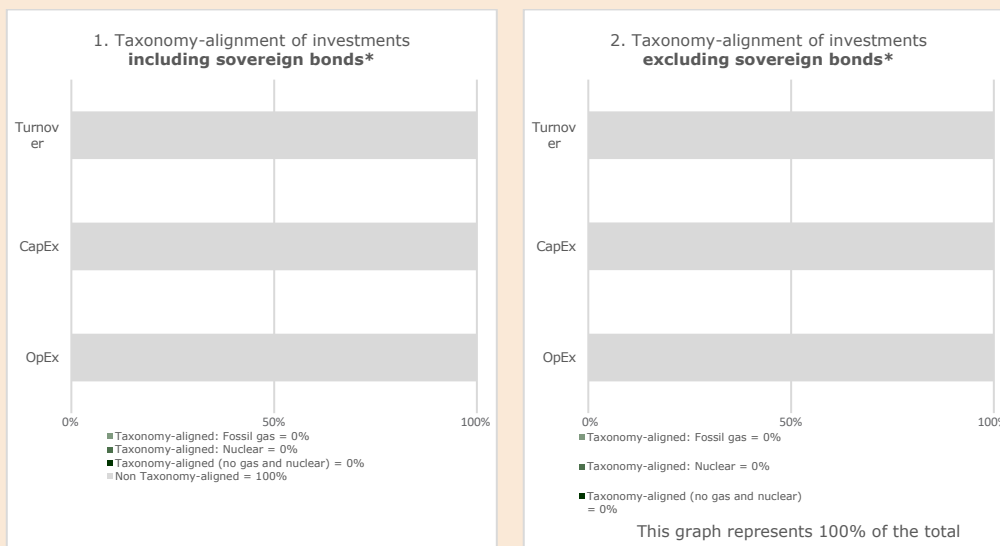 1. Taxonomy-alignment of investments
including sovereign bonds*
Turnov
er
CapEx
OpEx
0% 50% 100%
Taxonomy-aligned: Fossil gas = 0%
Taxonomy-aligned: Nuclear = 0%
Taxonomy-aligned (no gas and nuclear) = 0%
Non Taxonomy-aligned = 100%
2. Taxonomy-alignment of investments
excluding sovereign bonds*
Turnov
er
CapEx
OpEx
0% 50% 100%
Taxonomy-aligned: Fossil gas = 0%
Taxonomy-aligned: Nuclear = 0%
Taxonomy-aligned (no gas and nuclear)
= 0%
This graph represents 100% of the total